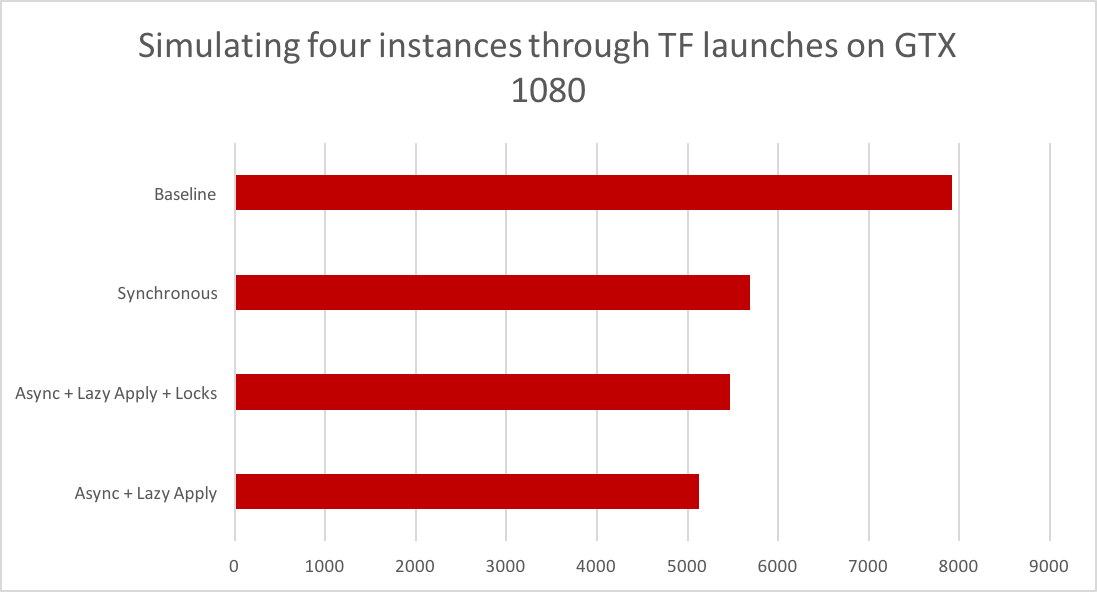 Simulating four instances through TF launches on GTX
1080
Baseline
Synchronous
Async + Lazy Apply + Locks
Async + Lazy Apply
0 1000 2000 3000 4000 5000 6000 7000 8000 9000